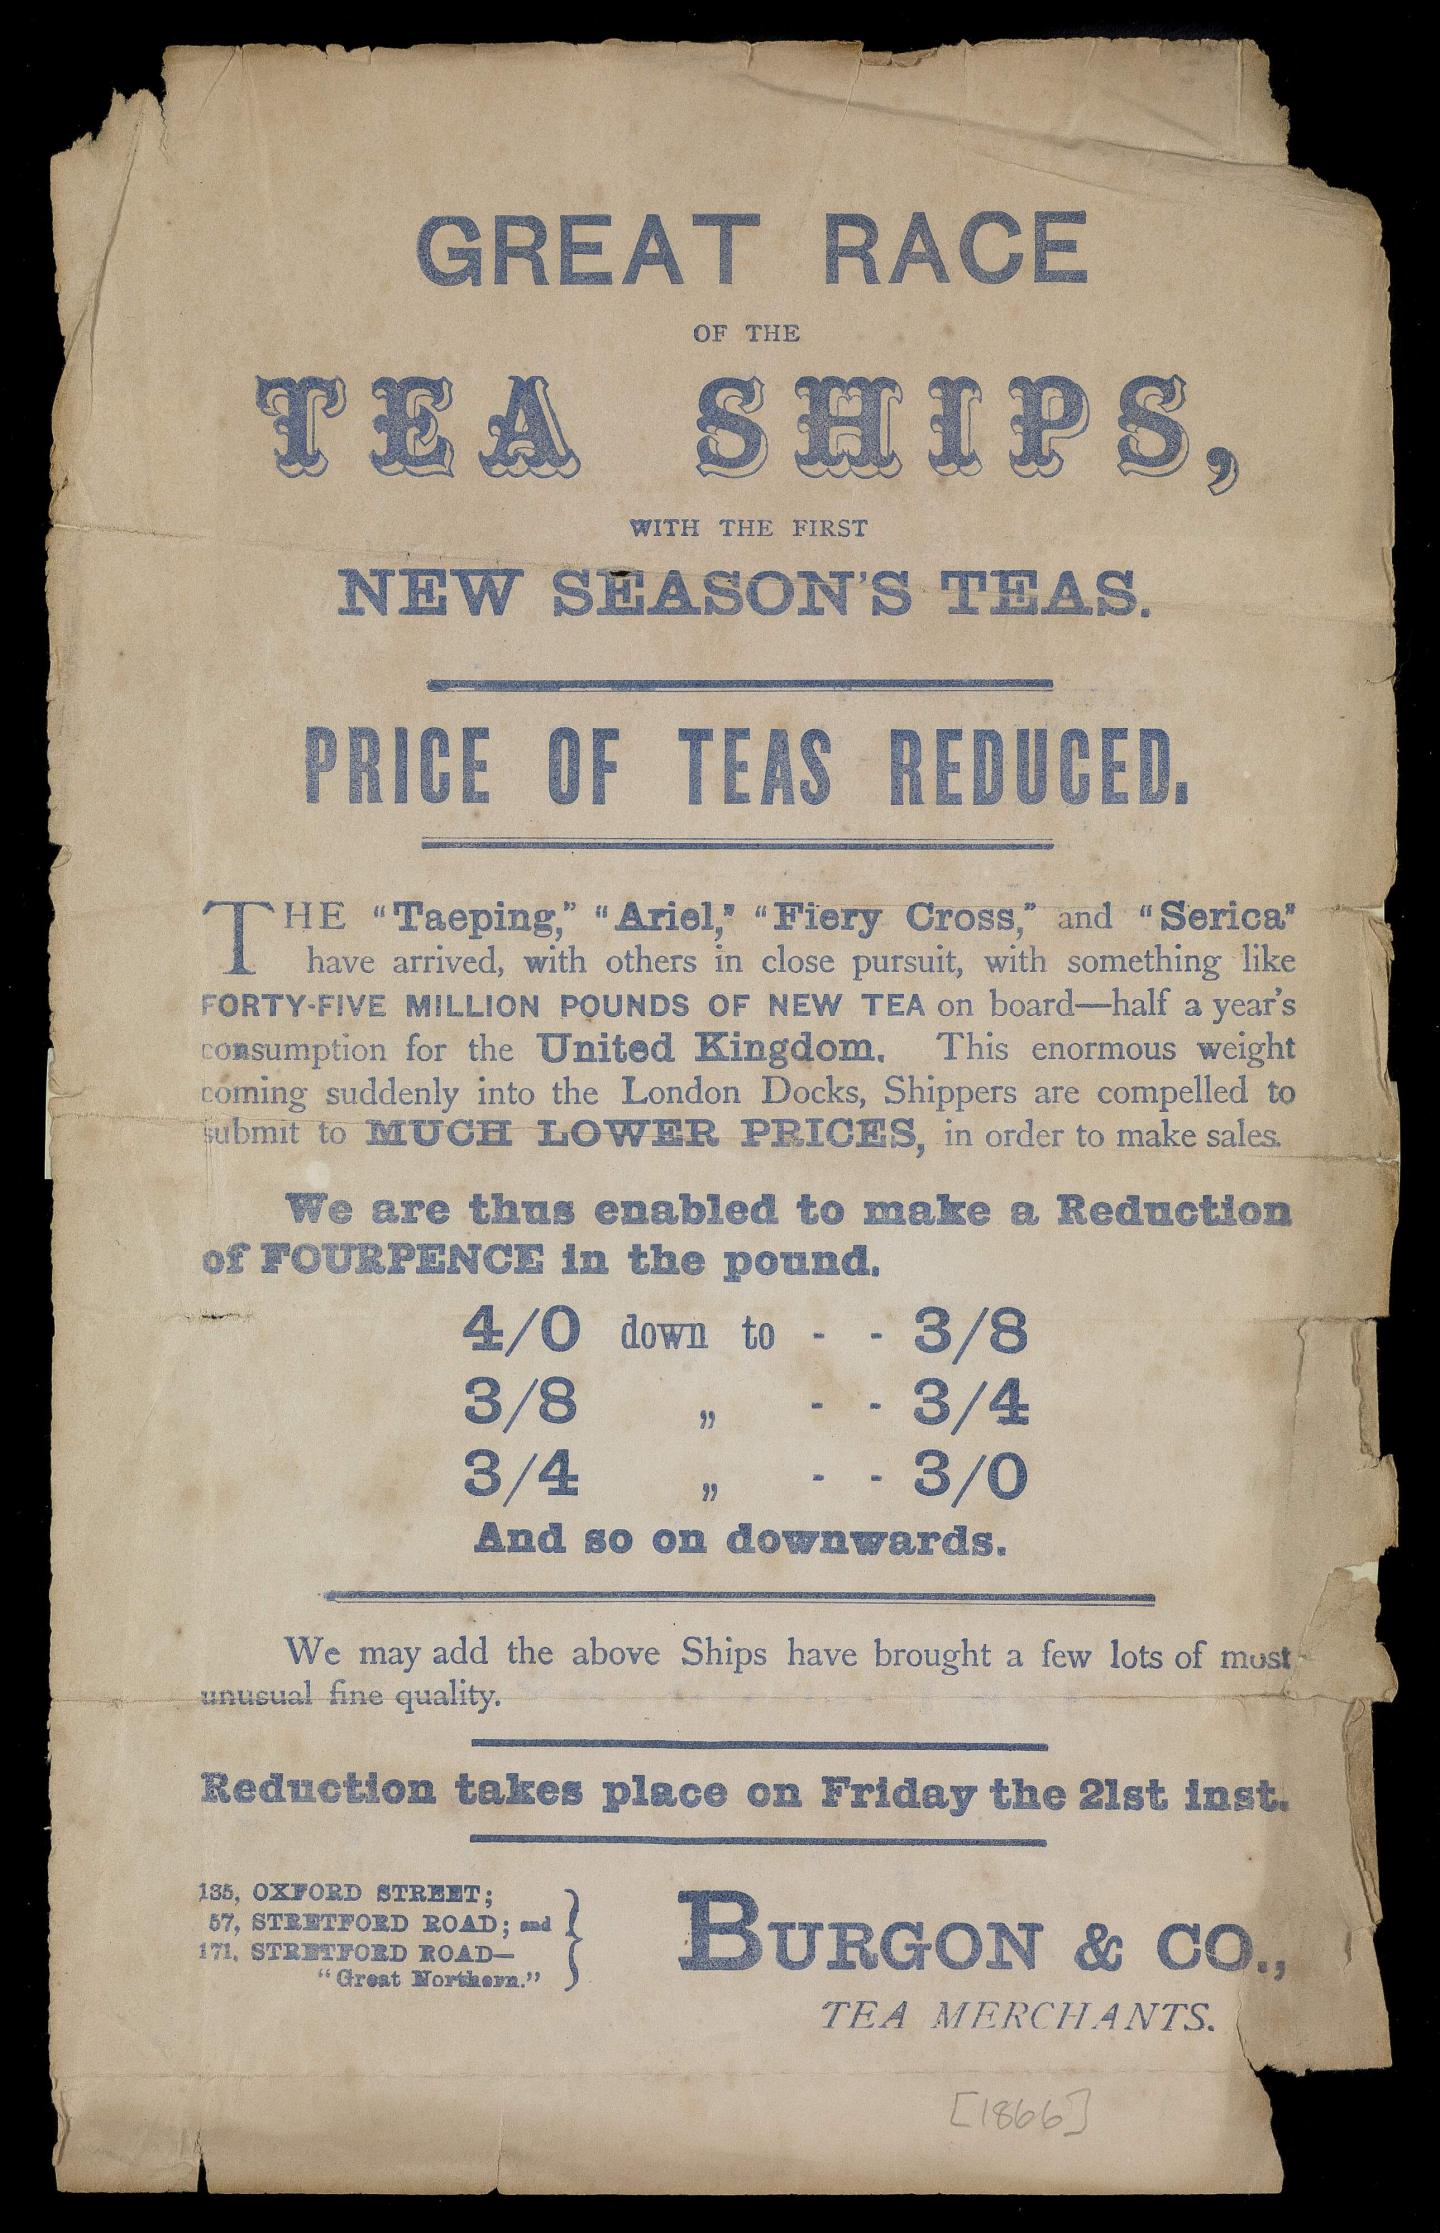 GREAT RACE
OF THE
TEA SHIPS,
WITH THE FIRST
NEW SEASON'S TEAS.
PRICE OF TEAS REDUCED.
THE "Taeping," "Ariel," "Fiery Cross," and "Serica"
have arrived, with others in close pursuit, with something like
FORTY-FIVE MILLION POUNDS OF NEW TEA on board—half a year's
consumption for the United Kingdom. This enormous weight
coming suddenly into the London Docks, Shippers are compelled to
submit to MUCH LOWER PRICES, in order to make sales.
We are thus enabled to make a Reduction
of FOURPENCE in the pound.
4/0 down to - - 3/8
3/8 „ - - 3/4
3/4 „ - - 3/0
And so on downwards.
We may add the above Ships have brought a few lots of most
unusual fine quality.
Reduction takes place on Friday the 21st inst.
135, OXFORD STREET;
57, STRETFORD ROAD; and
171, STRETFORD ROAD—
"Great Northern."
BURGON & CO.,
TEA MERCHANTS.
[1866]